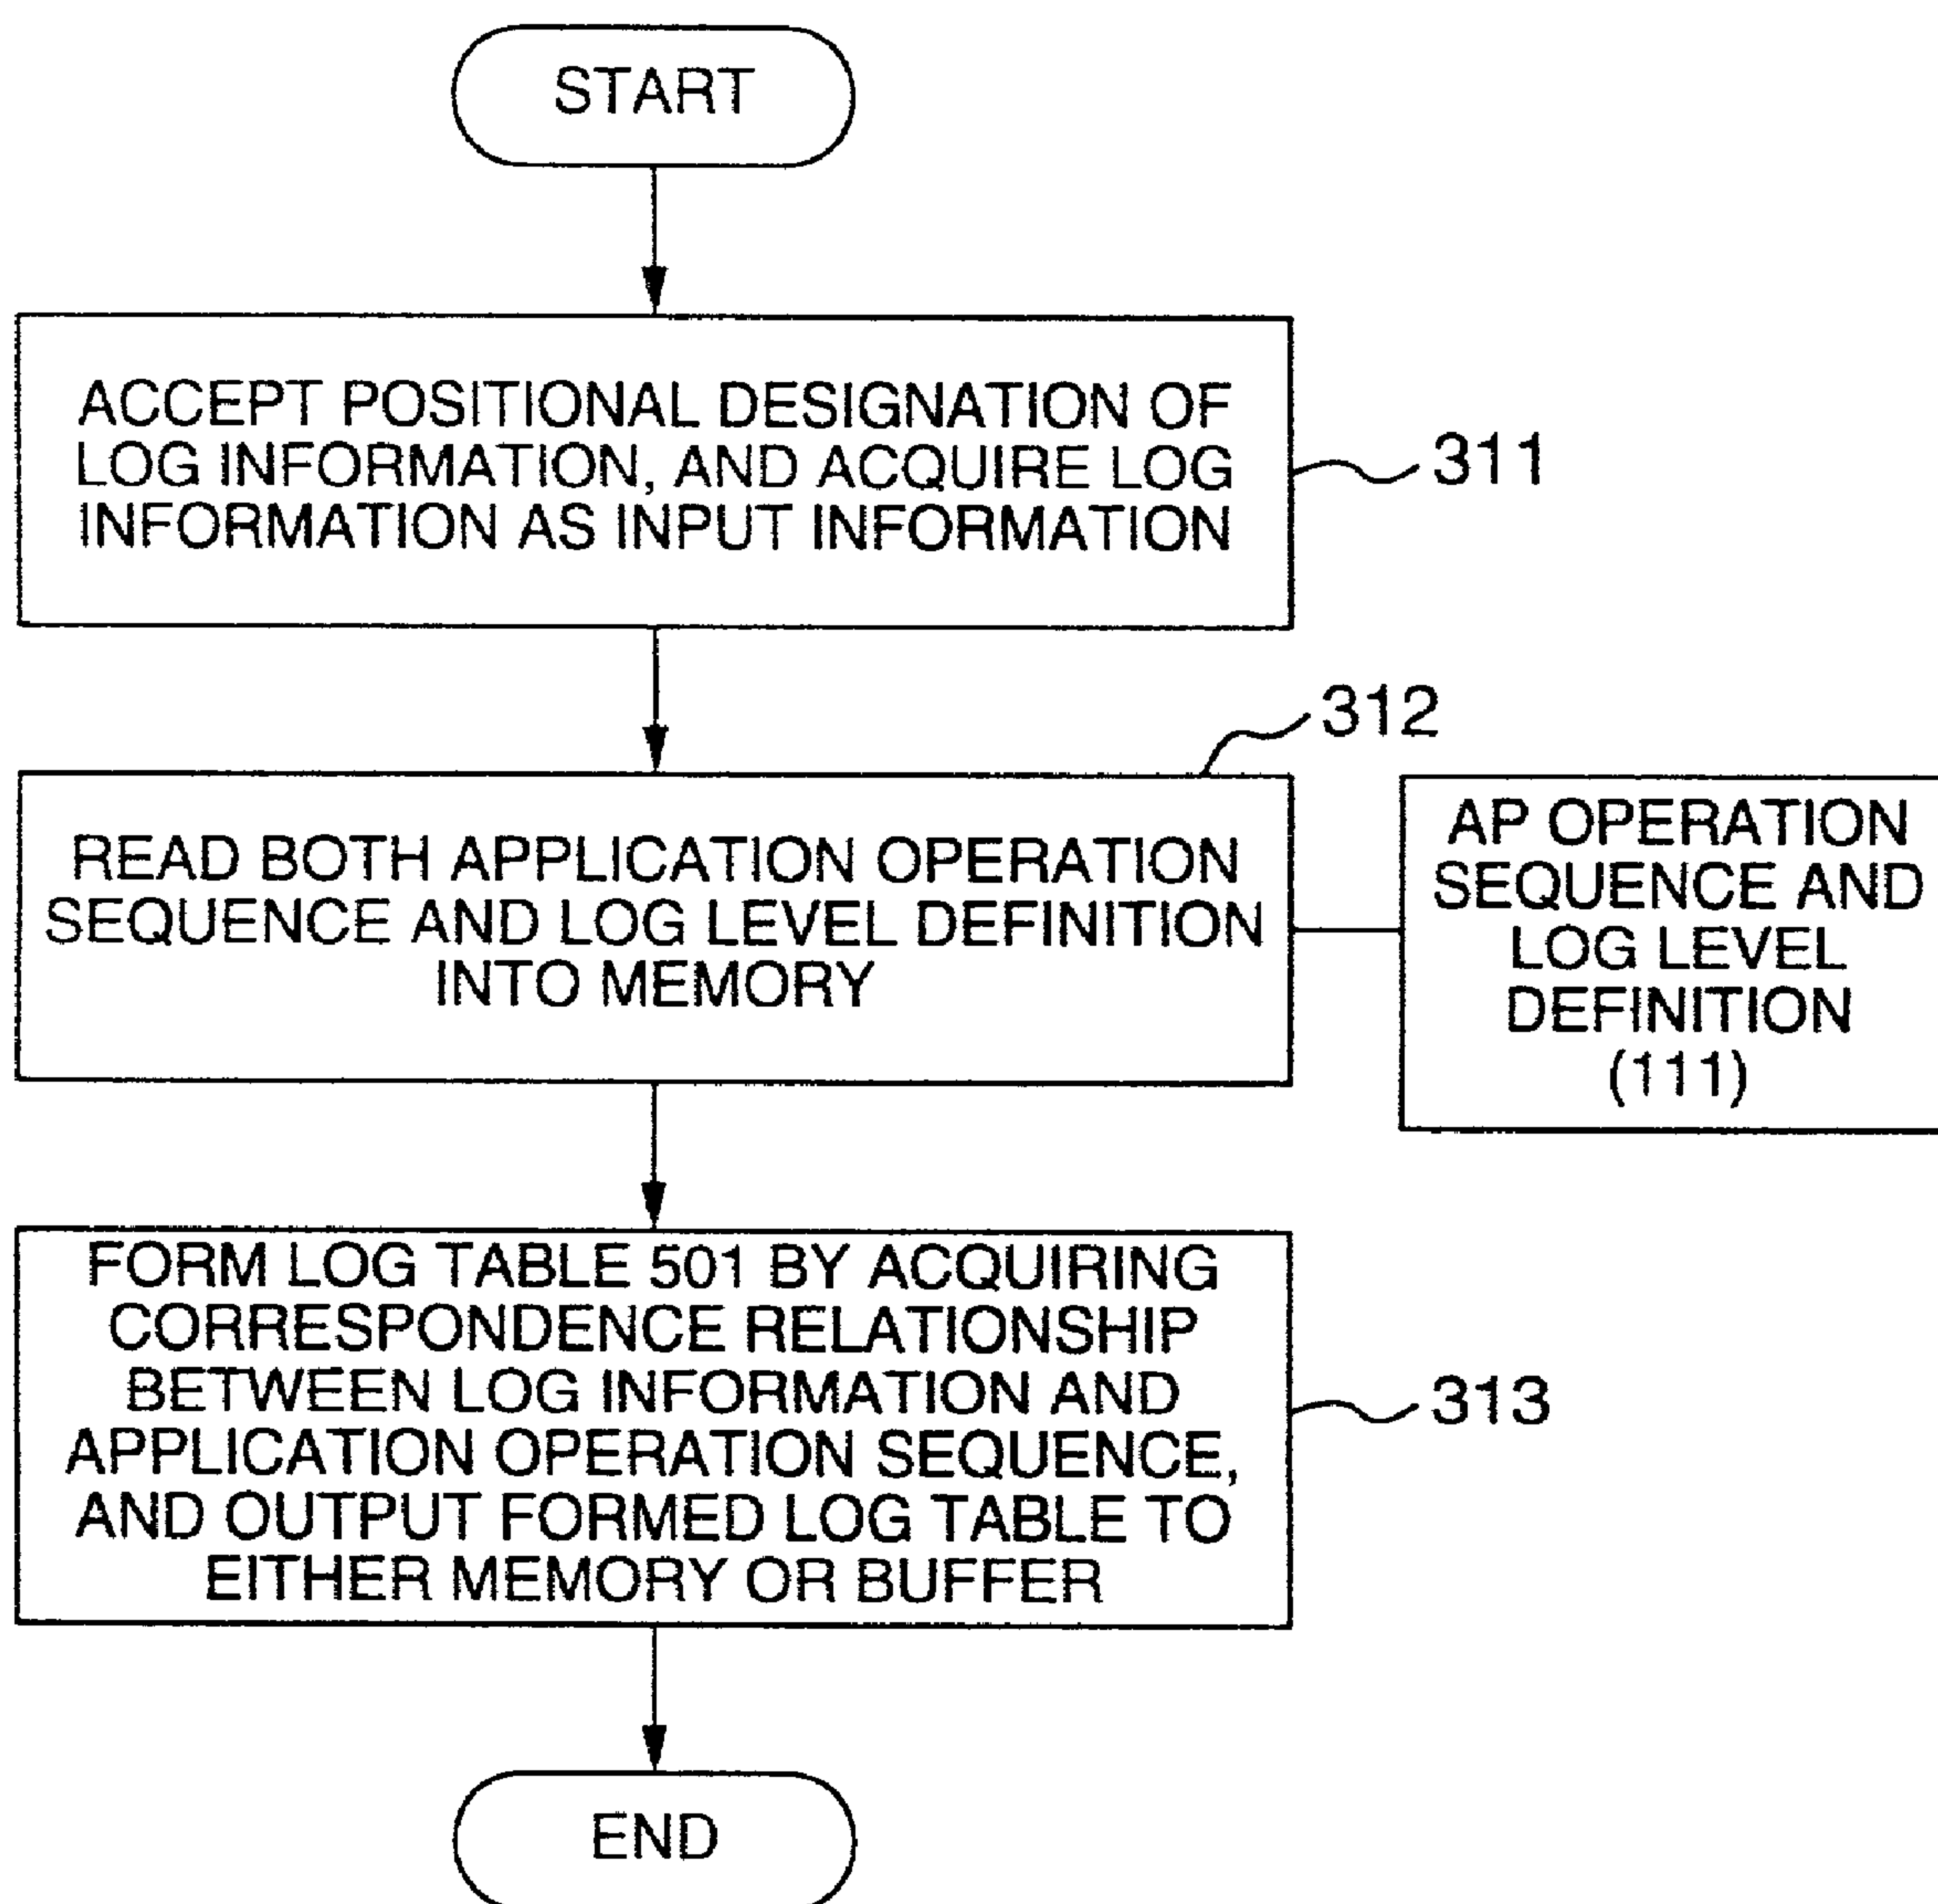 START
ACCEPT POSITIONAL DESIGNATION OF
LOG INFORMATION, AND ACQUIRE LOG
INFORMATION AS INPUT INFORMATION
311
312
READ BOTH APPLICATION OPERATION
SEQUENCE AND LOG LEVEL DEFINITION
INTO MEMORY
AP OPERATION
SEQUENCE AND
LOG LEVEL
DEFINITION
(111)
FORM LOG TABLE 501 BY ACQUIRING
CORRESPONDENCE RELATIONSHIP
BETWEEN LOG INFORMATION AND
APPLICATION OPERATION SEQUENCE,
AND OUTPUT FORMED LOG TABLE TO
EITHER MEMORY OR BUFFER
313
END